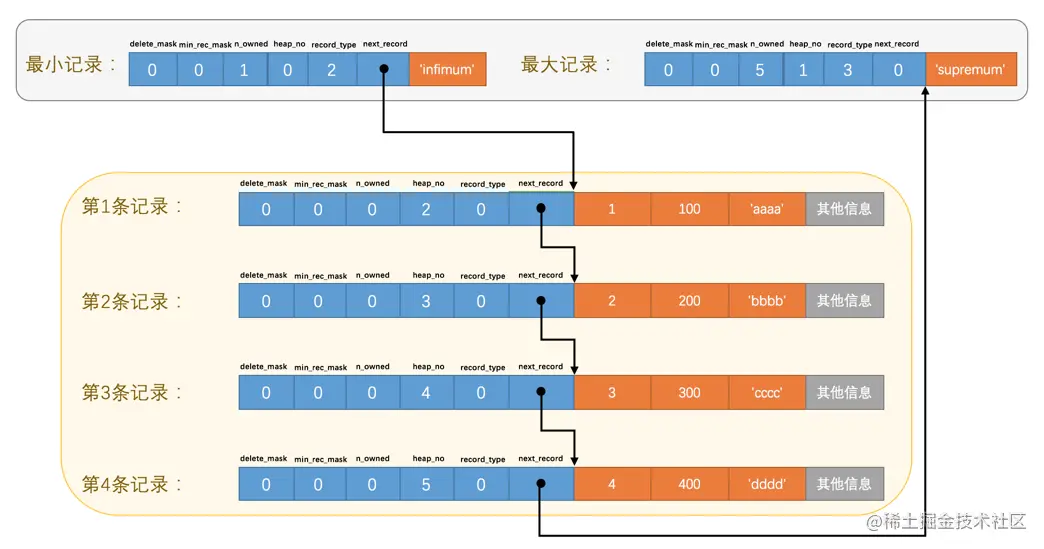 delete_mask min_rec_mask n_owned heap_no record_type next_record
最小记录： 0 0 1 0 2 'infimum'
delete_mask min_rec_mask n_owned heap_no record_type next_record
最大记录： 0 0 5 1 3 0 'supremum'
delete_mask min_rec_mask n_owned heap_no record_type next_record
第1条记录： 0 0 0 2 0 1 100 'aaaa' 其他信息
delete_mask min_rec_mask n_owned heap_no record_type next_record
第2条记录： 0 0 0 3 0 2 200 'bbbb' 其他信息
delete_mask min_rec_mask n_owned heap_no record_type next_record
第3条记录： 0 0 0 4 0 3 300 'cccc' 其他信息
delete_mask min_rec_mask n_owned heap_no record_type next_record
第4条记录： 0 0 0 5 0 4 400 'dddd' 其他信息
@稀土掘金技术社区